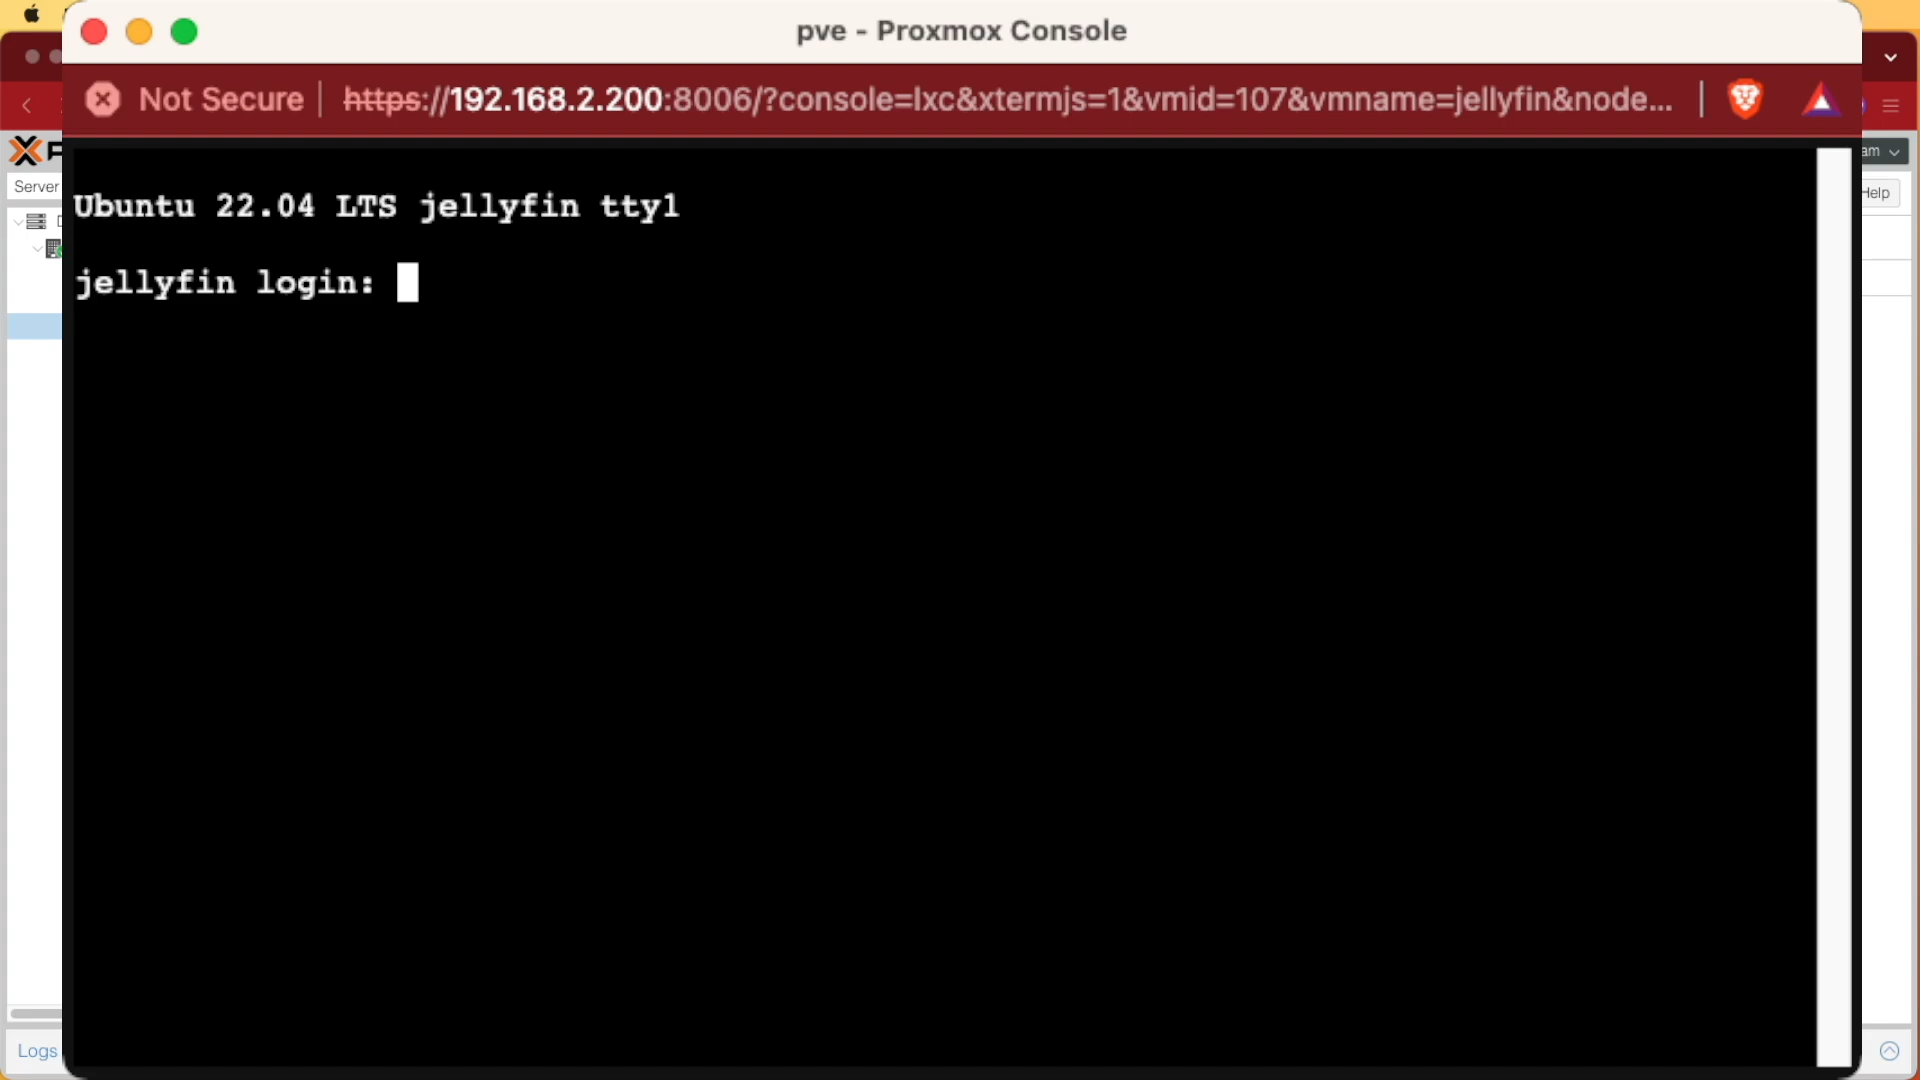 pve - Proxmox Console
Not Secure | https://192.168.2.200:8006/?console=lxc&xtermjs=1&vmid=107&vmname=jellyfin&node...
am
Server
Help
Ubuntu 22.04 LTS jellyfin tty1
jellyfin login:
Logs